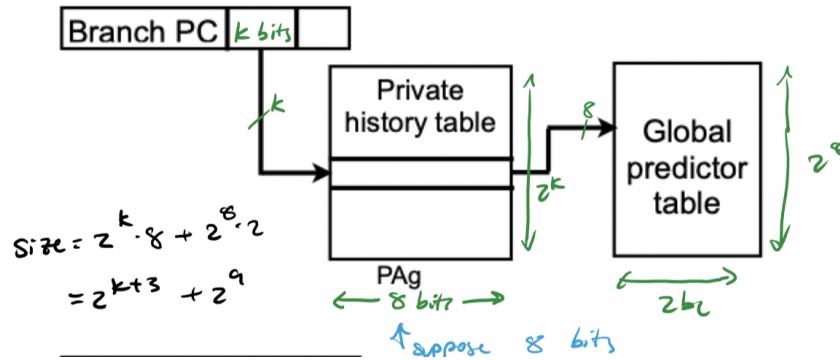 Branch PC k bits
k
Private
history table
8
Global
predictor
table
2^k
2^8
size = 2^k · 8 + 2^8 · 2
= 2^{k+3} + 2^9
PAg
8 bits
2b
suppose 8 bits